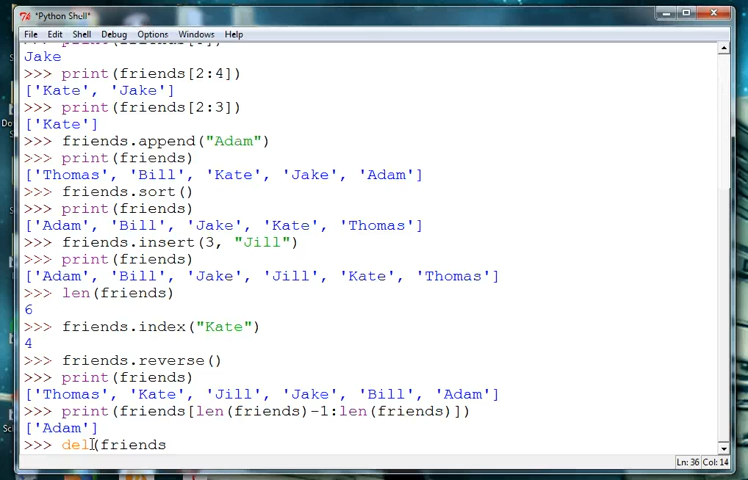 *Python Shell*
File Edit Shell Debug Options Windows Help
Jake
>>> print(friends[2:4])
['Kate', 'Jake']
>>> print(friends[2:3])
['Kate']
>>> friends.append("Adam")
>>> print(friends)
['Thomas', 'Bill', 'Kate', 'Jake', 'Adam']
>>> friends.sort()
>>> print(friends)
['Adam', 'Bill', 'Jake', 'Kate', 'Thomas']
>>> friends.insert(3, "Jill")
>>> print(friends)
['Adam', 'Bill', 'Jake', 'Jill', 'Kate', 'Thomas']
>>> len(friends)
6
>>> friends.index("Kate")
4
>>> friends.reverse()
>>> print(friends)
['Thomas', 'Kate', 'Jill', 'Jake', 'Bill', 'Adam']
>>> print(friends[len(friends)-1:len(friends)])
['Adam']
>>> del(friends
Ln: 36 Col: 14